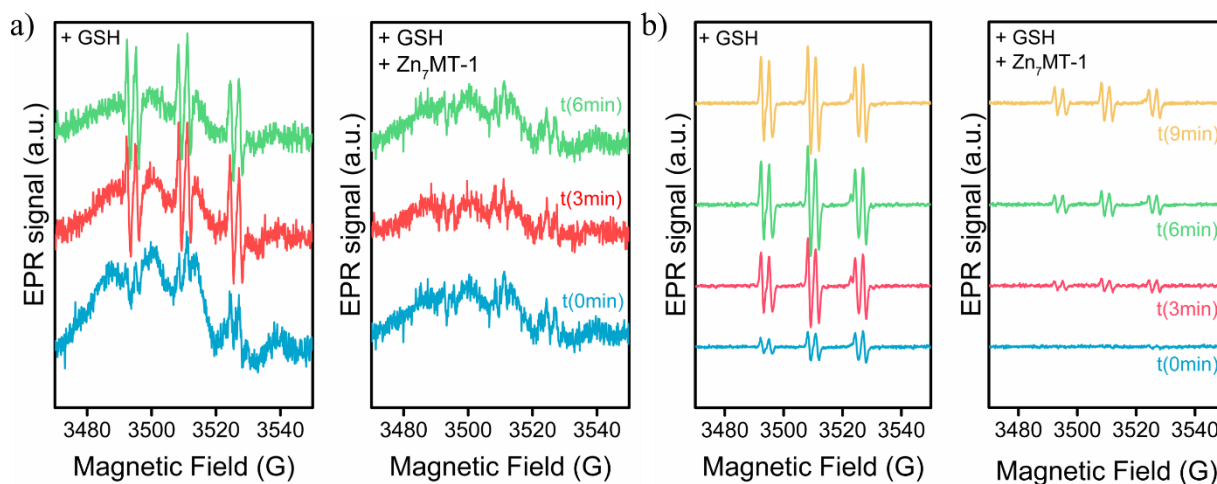 a)
EPR signal (a.u.)
+ GSH
3480 3500 3520 3540
Magnetic Field (G)
EPR signal (a.u.)
+ GSH
+ Zn₇MT-1
t(6min)
t(3min)
t(0min)
3480 3500 3520 3540
Magnetic Field (G)
b)
EPR signal (a.u.)
+ GSH
3480 3500 3520 3540
Magnetic Field (G)
EPR signal (a.u.)
+ GSH
+ Zn₇MT-1
t(9min)
t(6min)
t(3min)
t(0min)
3480 3500 3520 3540
Magnetic Field (G)